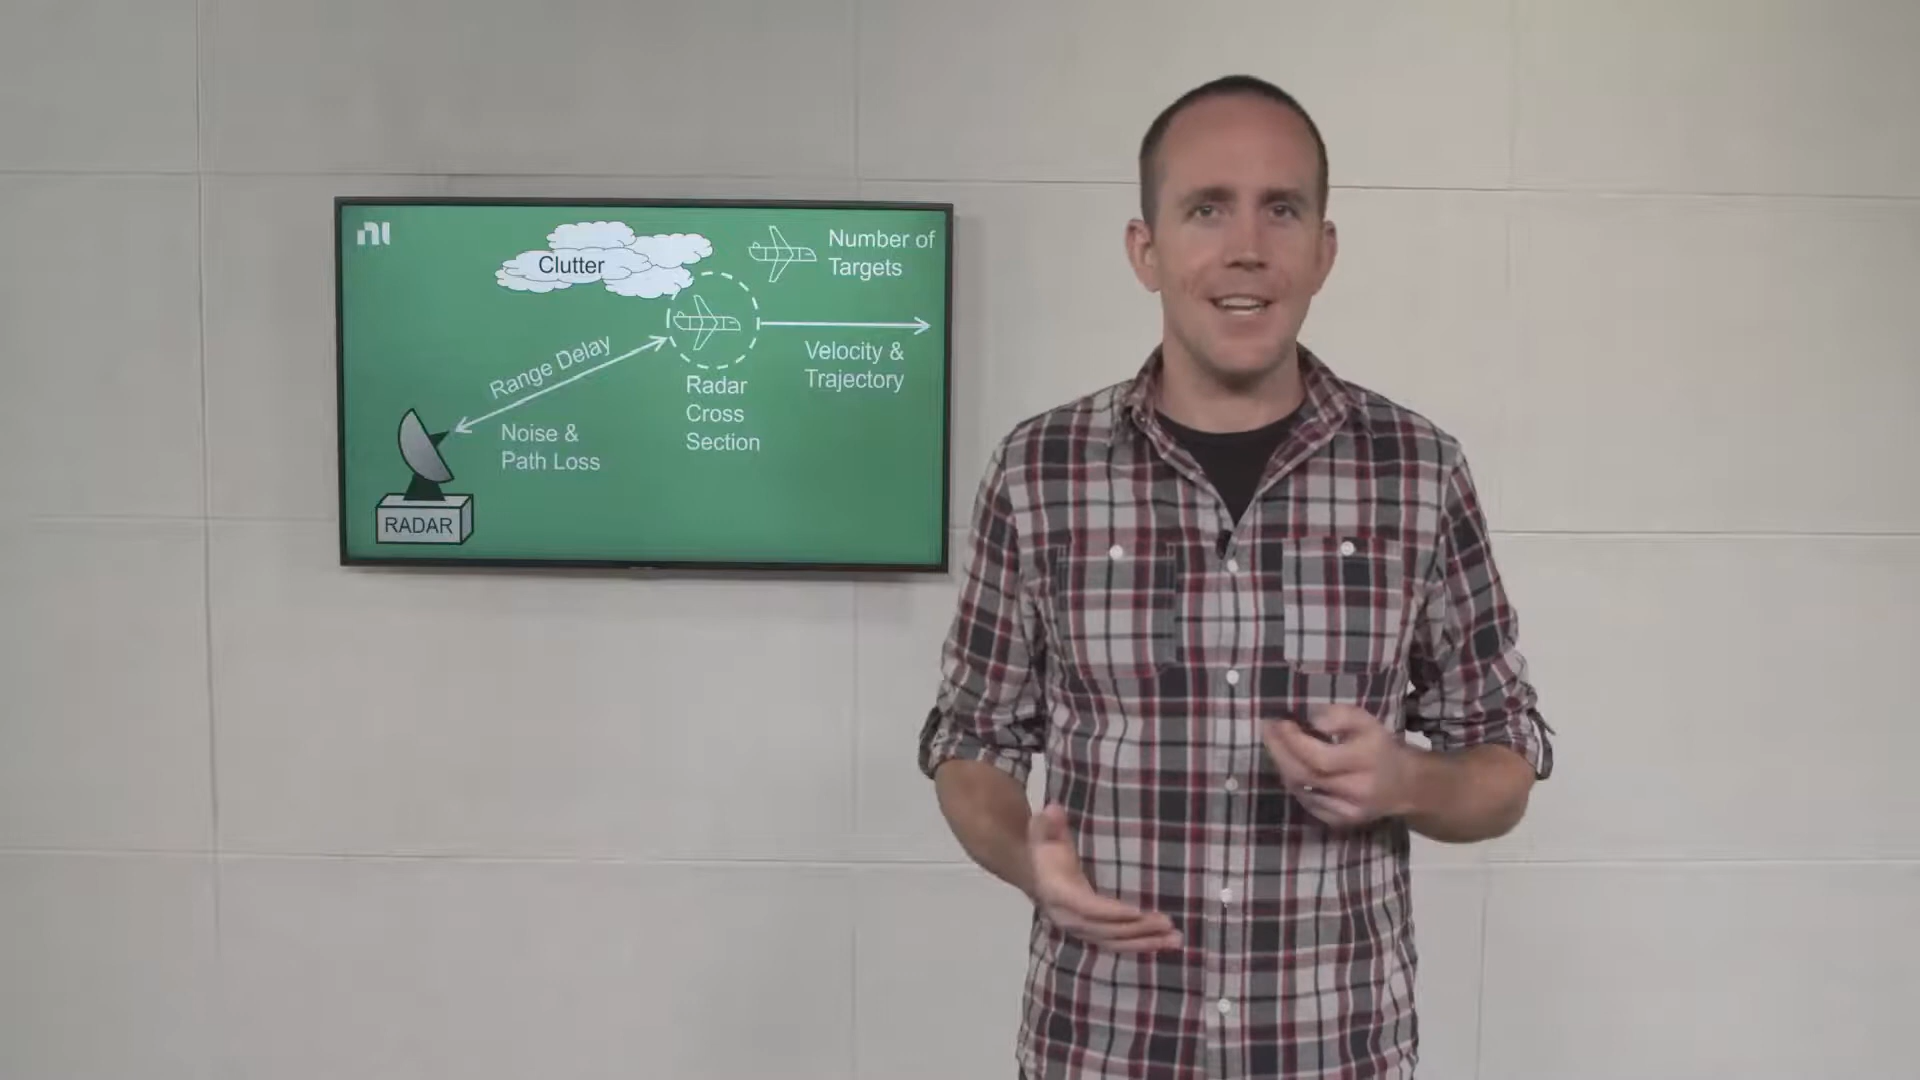 ni
Clutter
Number of
Targets
Range Delay
Velocity &
Trajectory
Radar
Cross
Section
Noise &
Path Loss
RADAR